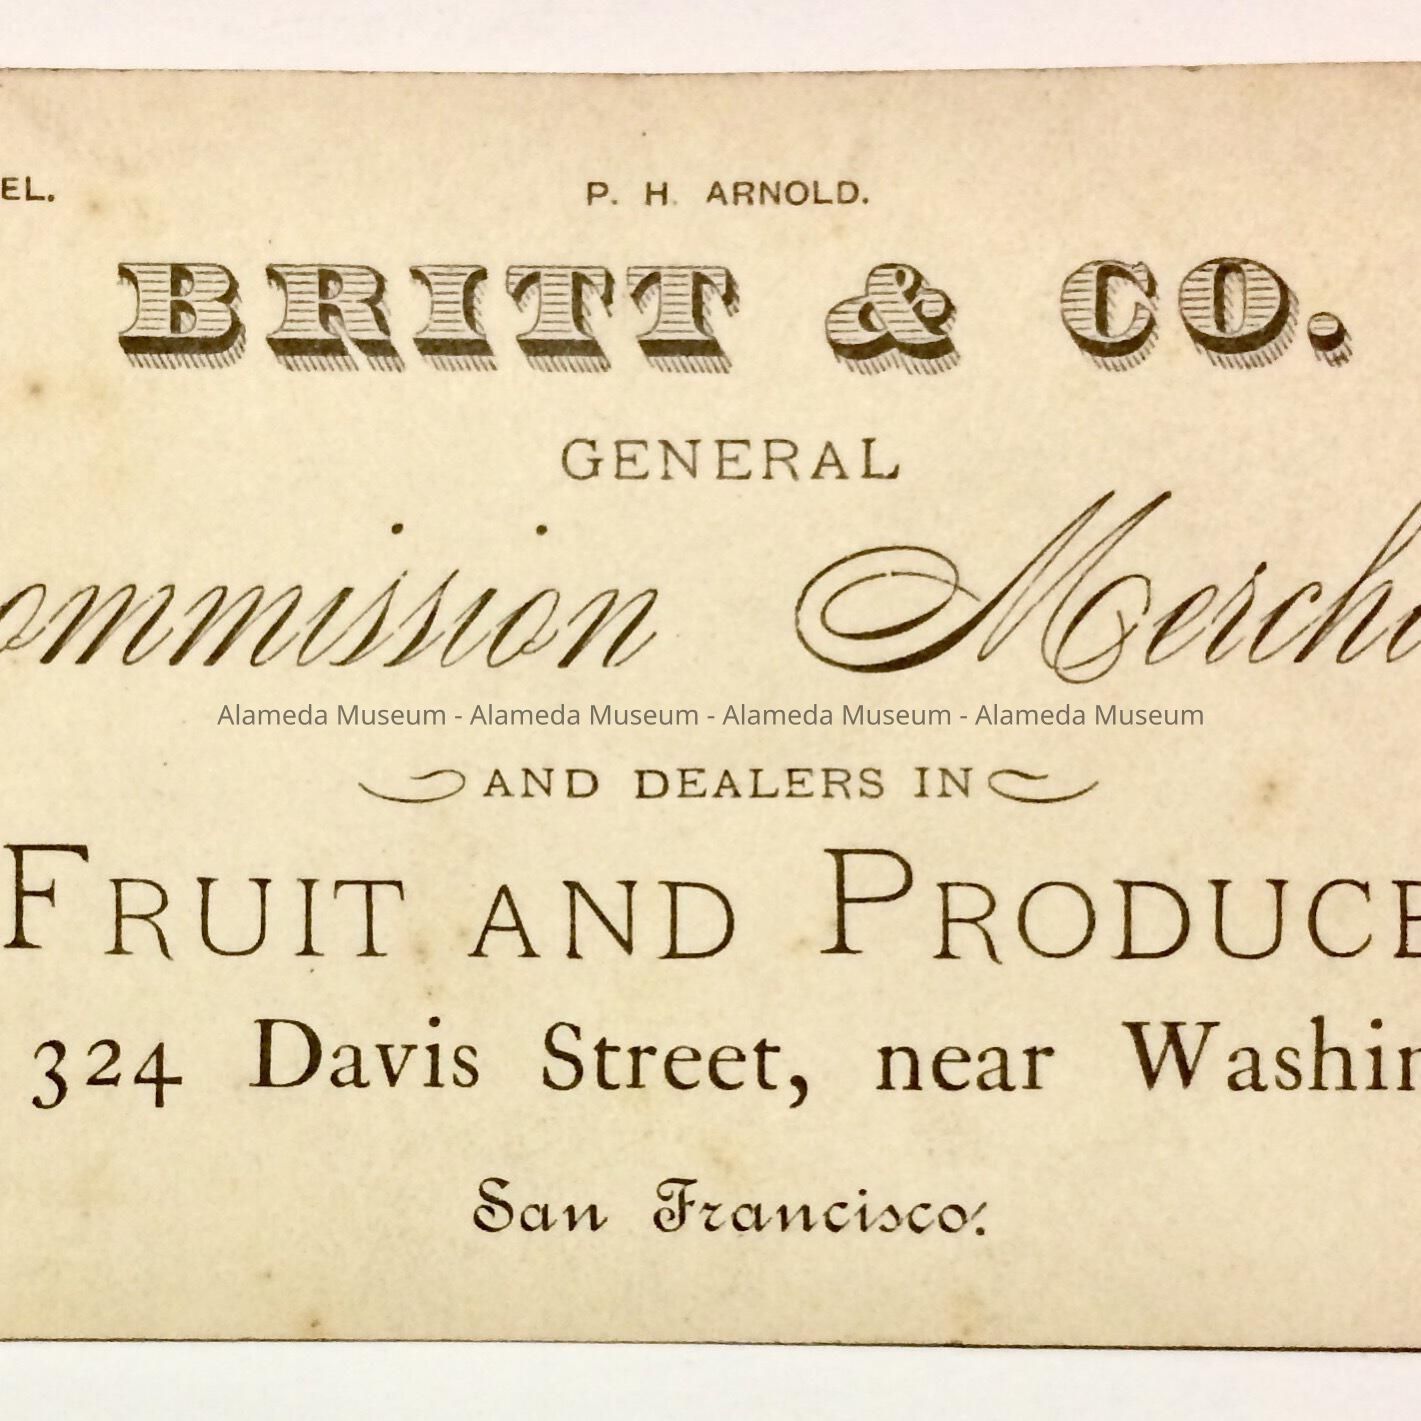 EL. P. H. ARNOLD.
BRITT & CO.
GENERAL
ommission Mercha
Alameda Museum - Alameda Museum - Alameda Museum - Alameda Museum
AND DEALERS IN
FRUIT AND PRODUCE
324 Davis Street, near Washin
San Francisco.